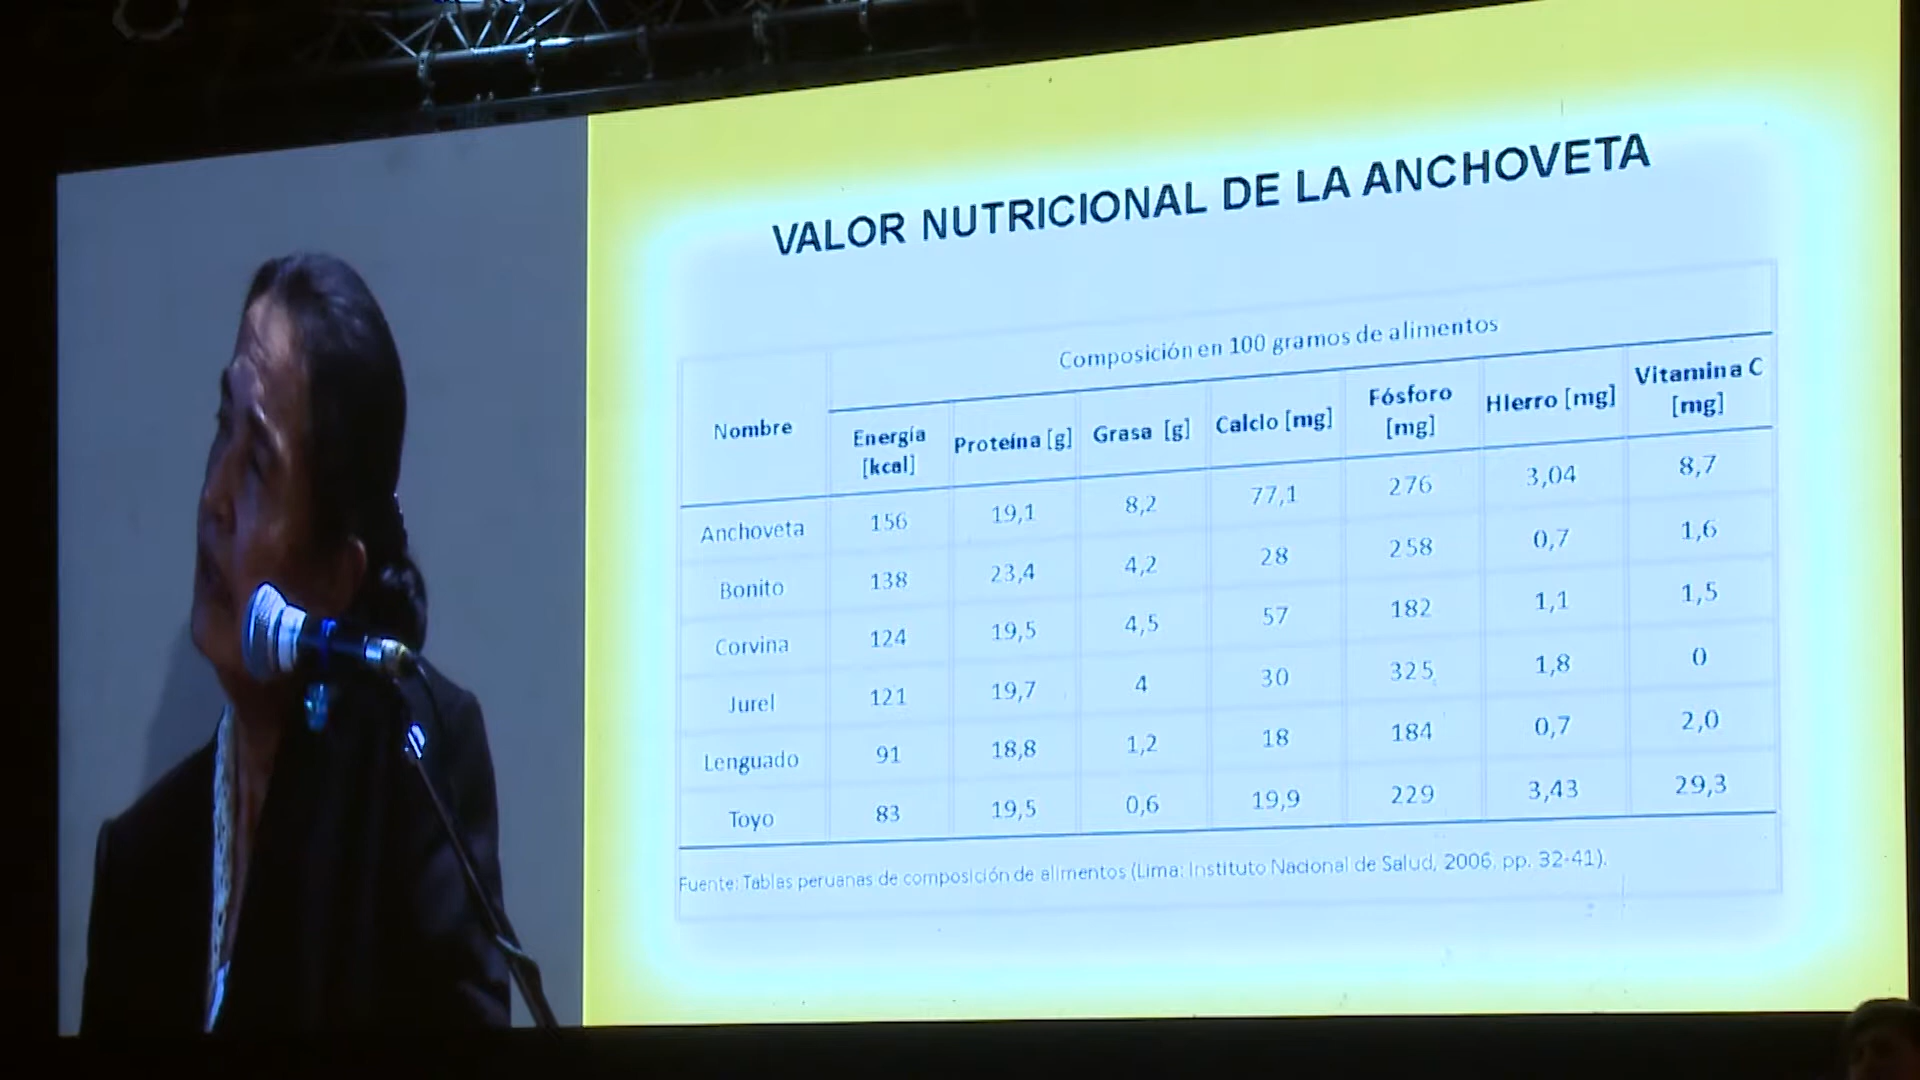 VALOR NUTRICIONAL DE LA ANCHOVETA
Composición en 100 gramos de alimentos
Nombre Energía [kcal] Proteína [g] Grasa [g] Calcio [mg] Fósforo [mg] Hierro [mg] Vitamina C [mg]
Anchoveta 156 19,1 8,2 77,1 276 3,04 8,7
Bonito 138 23,4 4,2 28 258 0,7 1,6
Corvina 124 19,5 4,5 57 182 1,1 1,5
Jurel 121 19,7 4 30 325 1,8 0
Lenguado 91 18,8 1,2 18 184 0,7 2,0
Toyo 83 19,5 0,6 19,9 229 3,43 29,3
Fuente: Tablas peruanas de composición de alimentos (Lima: Instituto Nacional de Salud, 2006, pp. 32-41).